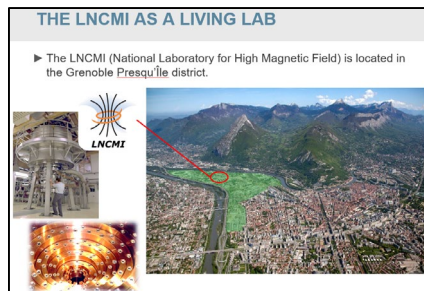 THE LNCMI AS A LIVING LAB
► The LNCMI (National Laboratory for High Magnetic Field) is located in
the Grenoble Presqu'Île district.
LNCMI